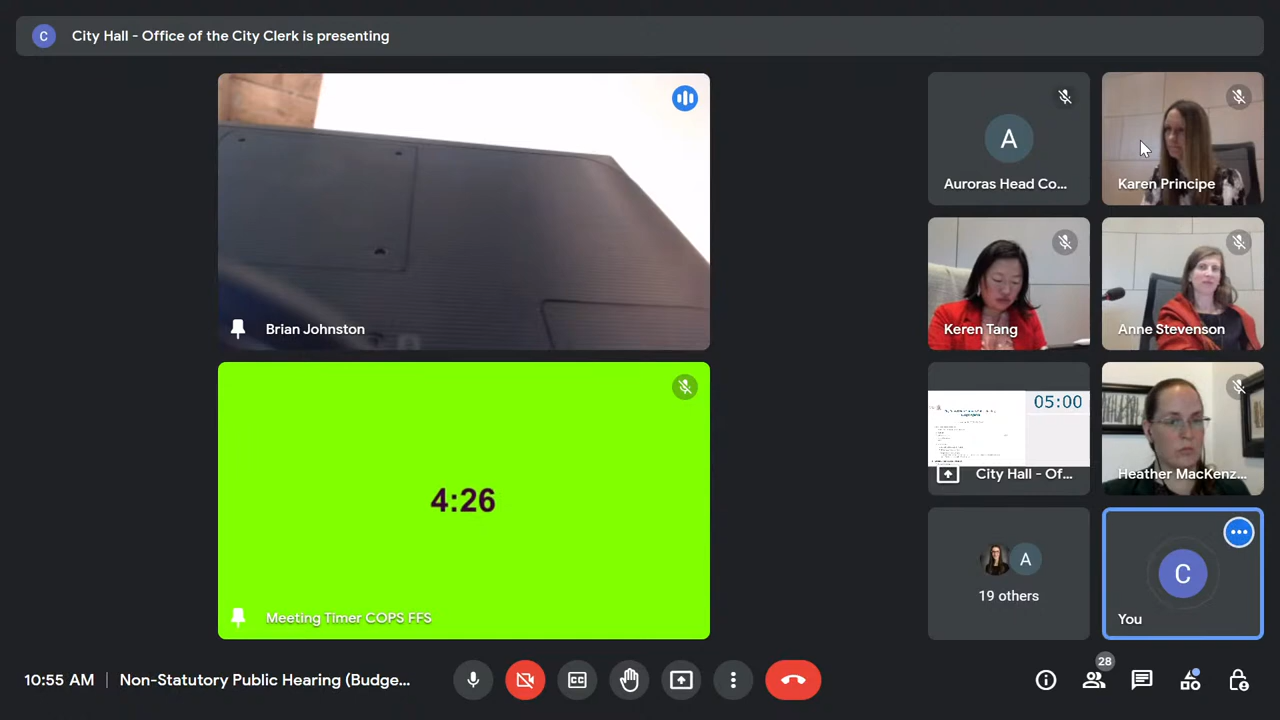 C
City Hall - Office of the City Clerk is presenting
Brian Johnston
A
Auroras Head Co...
Karen Principe
Keren Tang
Anne Stevenson
4:26
Meeting Timer COPS FFS
05:00
City Hall - Of...
Heather MacKenz...
A
19 others
C
You
10:55 AM
Non-Statutory Public Hearing (Budge...
CC
28